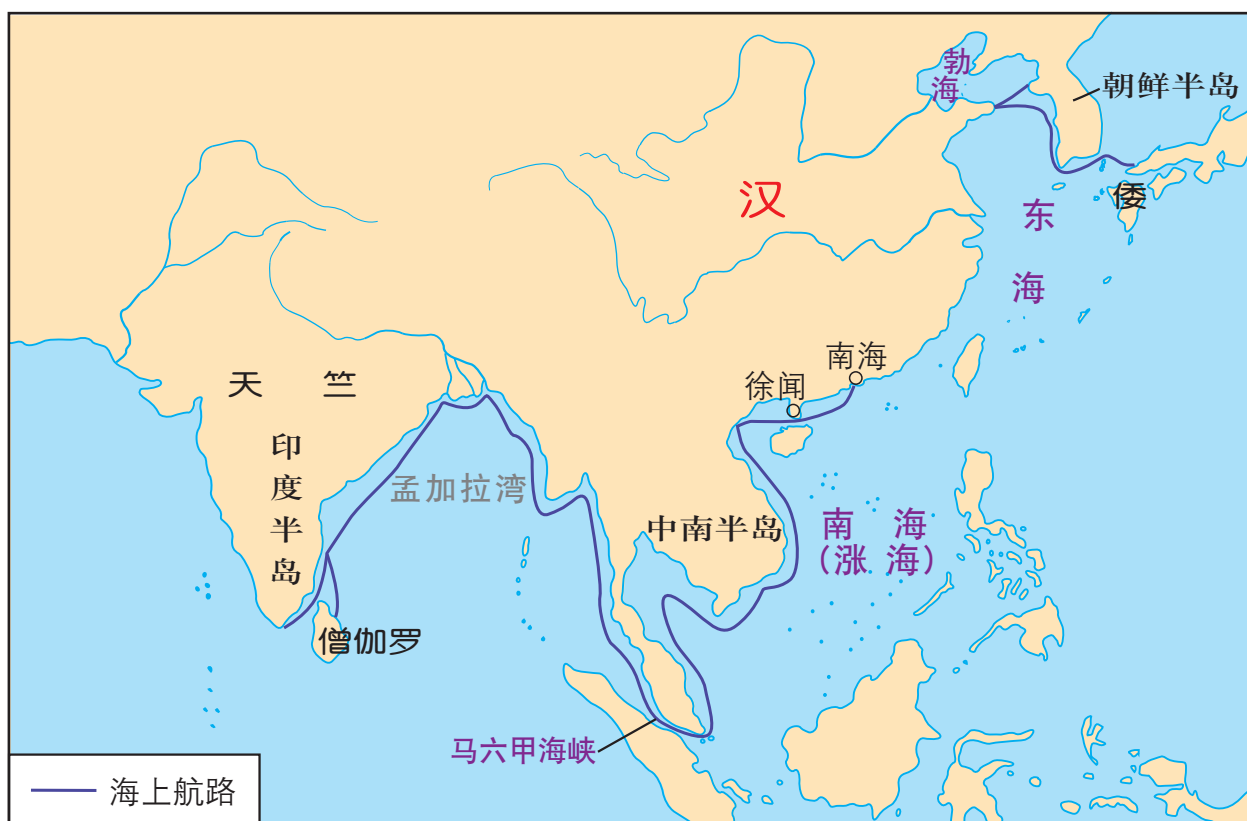 勃海
朝鲜半岛
汉
倭
东海
南海
徐闻
天竺
印度半岛
孟加拉湾
中南半岛
南海
（涨海）
僧伽罗
马六甲海峡
海上航路